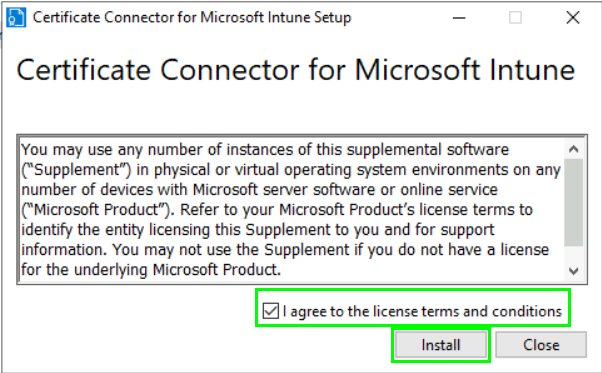 Certificate Connector for Microsoft Intune Setup
Certificate Connector for Microsoft Intune
You may use any number of instances of this supplemental software
(“Supplement”) in physical or virtual operating system environments on any
number of devices with Microsoft server software or online service
(“Microsoft Product”). Refer to your Microsoft Product’s license terms to
identify the entity licensing this Supplement to you and for support
information. You may not use the Supplement if you do not have a license
for the underlying Microsoft Product.
I agree to the license terms and conditions
Install
Close